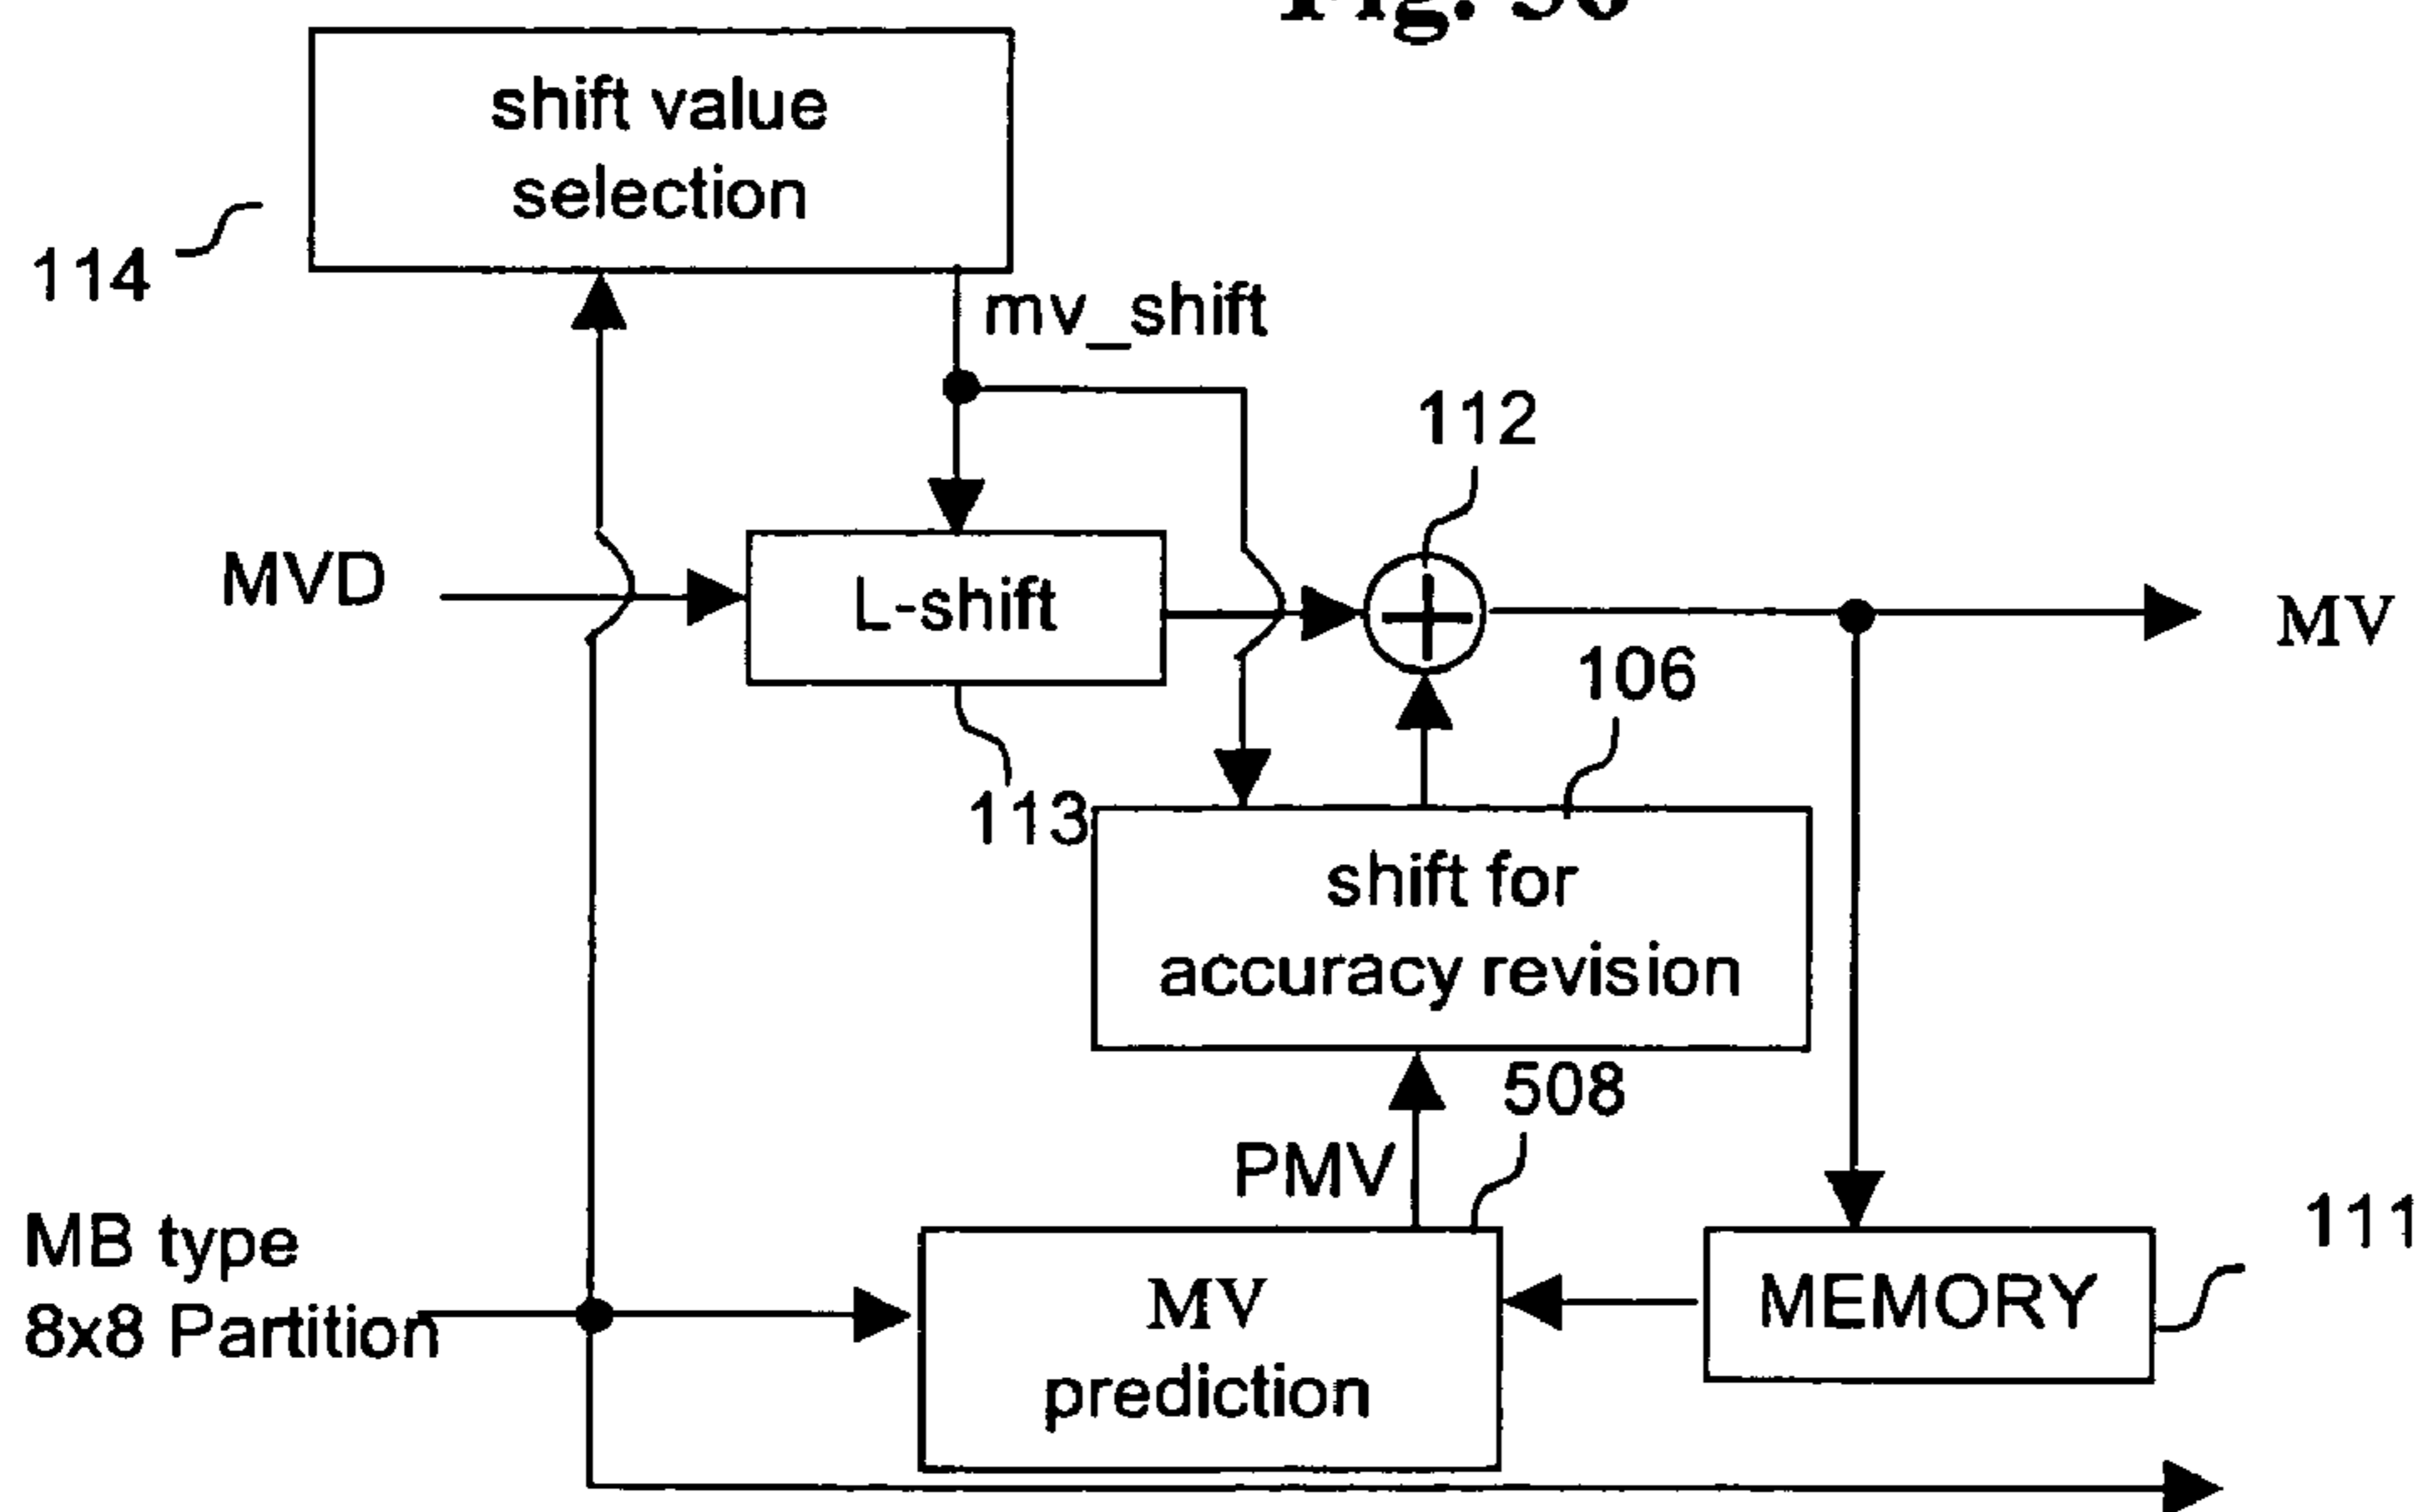 shift value
selection
114
mv_shift
112
MVD
L-shift
MV
106
113
shift for
accuracy revision
508
PMV
111
MB type
8x8 Partition
MV
prediction
MEMORY